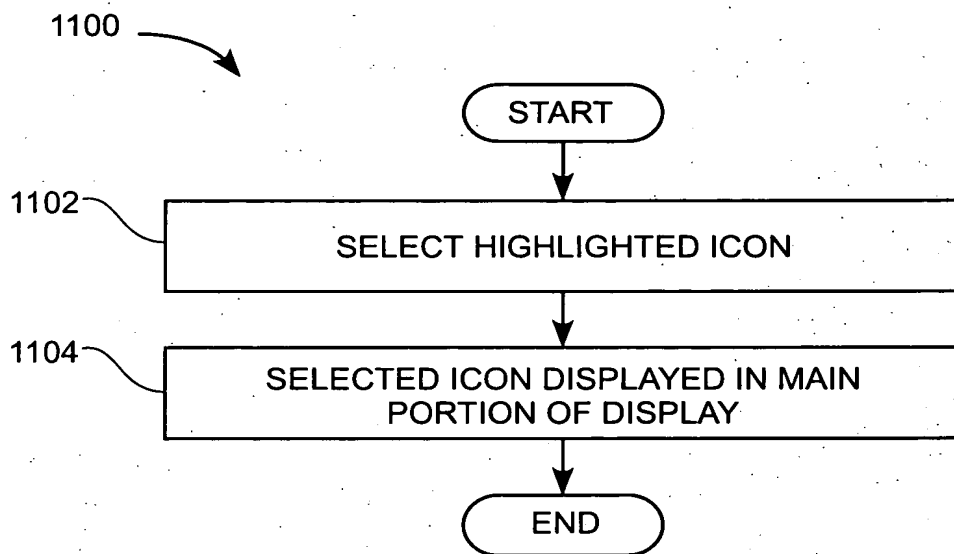 1100
START
1102
SELECT HIGHLIGHTED ICON
1104
SELECTED ICON DISPLAYED IN MAIN
PORTION OF DISPLAY
END